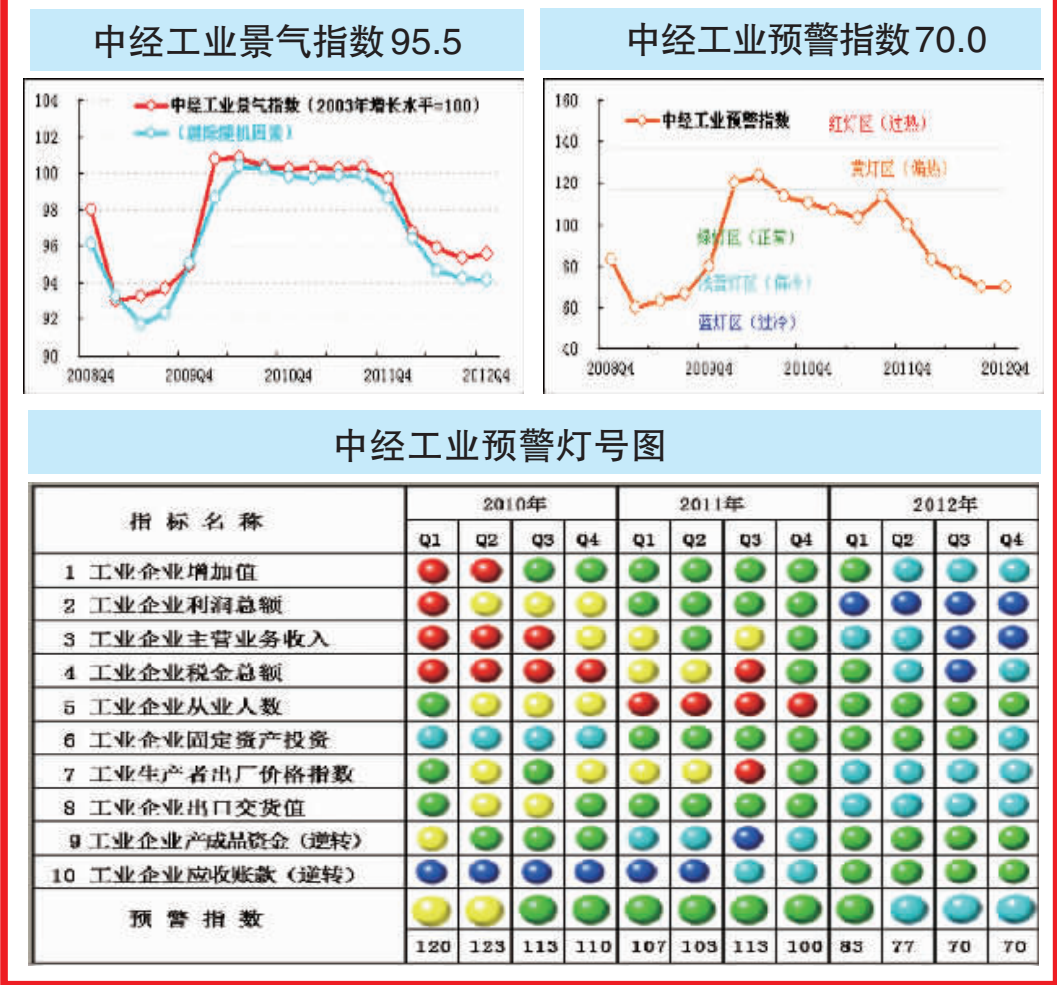 中经工业景气指数95.5
中经工业预警指数70.0
中经工业景气指数(2003年增长水平=100)
(剔除随机因素)
104
102
100
98
96
94
92
90
2008Q4 2009Q4 2010Q4 2011Q4 2012Q4
中经工业预警指数
红灯区(过热)
黄灯区(偏热)
绿灯区(正常)
浅蓝灯区(偏冷)
蓝灯区(过冷)
160
140
120
100
80
60
40
2008Q4 2009Q4 2010Q4 2011Q4 2012Q4
中经工业预警灯号图
指标名称 2010年 2011年 2012年
Q1 Q2 Q3 Q4 Q1 Q2 Q3 Q4 Q1 Q2 Q3 Q4
1 工业企业增加值
2 工业企业利润总额
3 工业企业主营业务收入
4 工业企业税金总额
5 工业企业从业人数
6 工业企业固定资产投资
7 工业生产者出厂价格指数
8 工业企业出口交货值
9 工业企业产成品资金(逆转)
10 工业企业应收账款(逆转)
预警指数
120 123 113 110 107 103 113 100 83 77 70 70